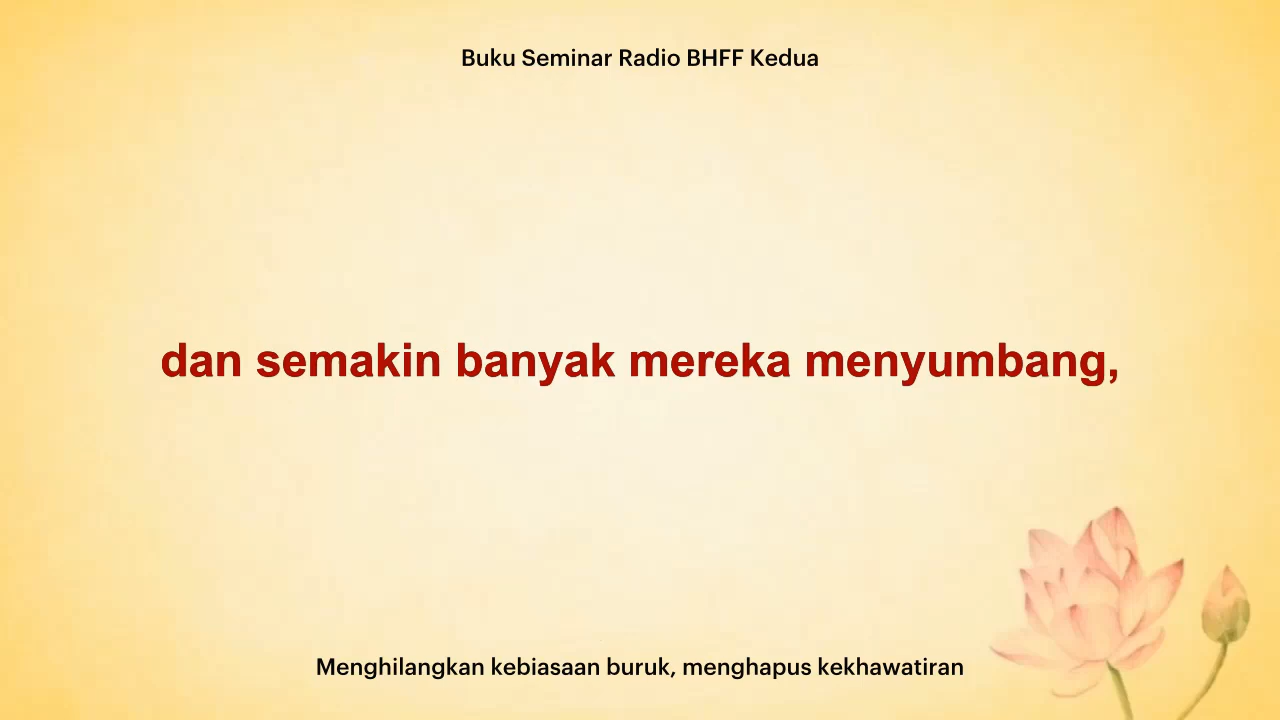 Buku Seminar Radio BHFF Kedua
dan semakin banyak mereka menyumbang,
Menghilangkan kebiasaan buruk, menghapus kekhawatiran